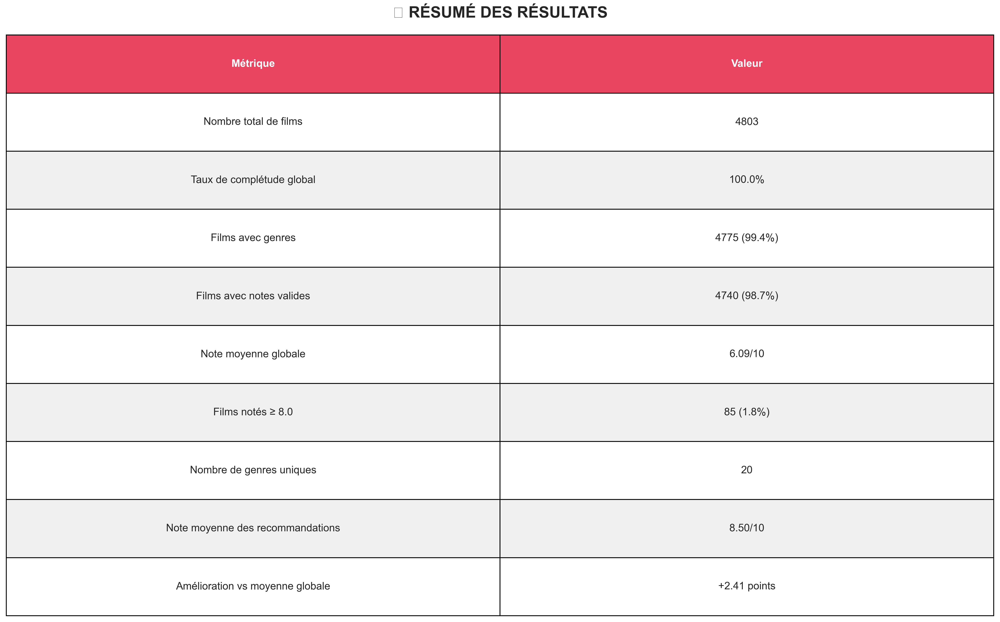 RÉSUMÉ DES RÉSULTATS
Métrique Valeur
Nombre total de films 4803
Taux de complétude global 100.0%
Films avec genres 4775 (99.4%)
Films avec notes valides 4740 (98.7%)
Note moyenne globale 6.09/10
Films notés ≥ 8.0 85 (1.8%)
Nombre de genres uniques 20
Note moyenne des recommandations 8.50/10
Amélioration vs moyenne globale +2.41 points